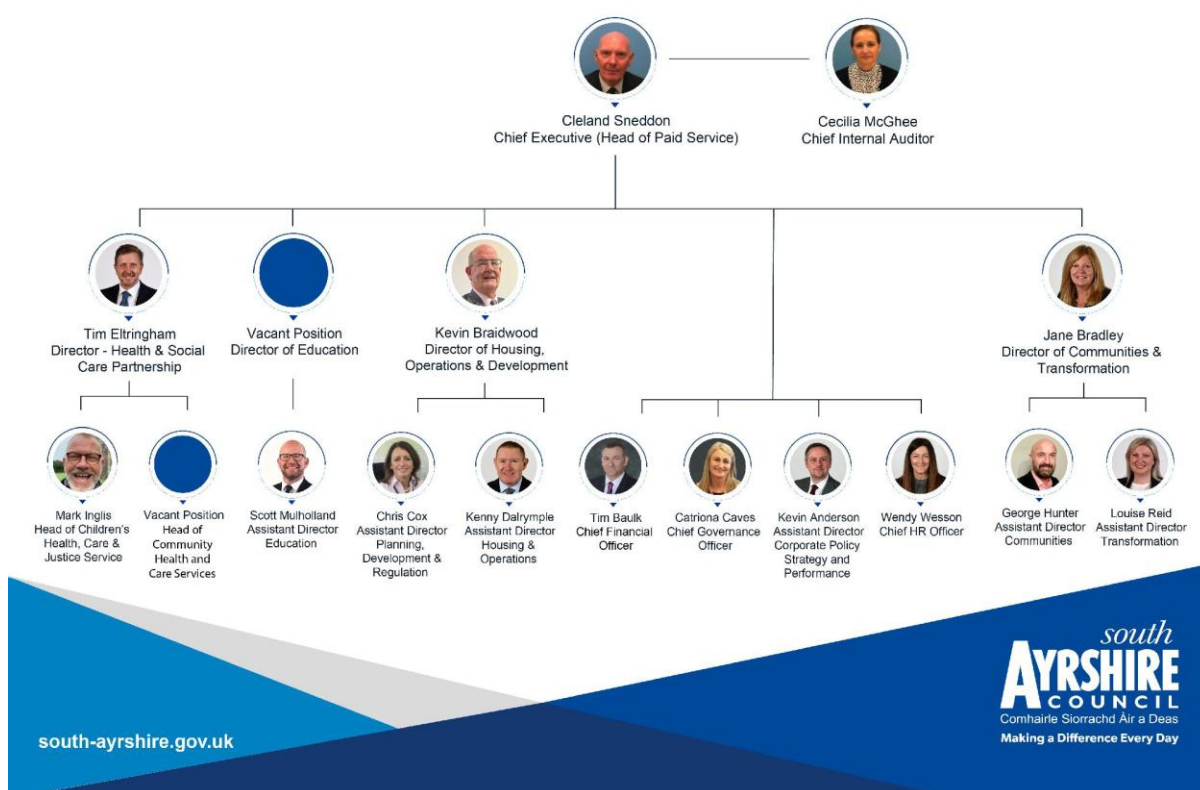 Cleland Sneddon
Chief Executive (Head of Paid Service)
Cecilia McGhee
Chief Internal Auditor
Tim Eltringham
Director - Health & Social
Care Partnership
Vacant Position
Director of Education
Kevin Braidwood
Director of Housing,
Operations & Development
Jane Bradley
Director of Communities &
Transformation
Mark Inglis
Head of Children's
Health, Care &
Justice Service
Vacant Position
Head of
Community
Health and
Care Services
Scott Mulholland
Assistant Director
Education
Chris Cox
Assistant Director
Planning,
Development &
Regulation
Kenny Dalrymple
Assistant Director
Housing &
Operations
Tim Baulk
Chief Financial
Officer
Catriona Caves
Chief Governance
Officer
Kevin Anderson
Assistant Director
Corporate Policy
Strategy and
Performance
Wendy Wesson
Chief HR Officer
George Hunter
Assistant Director
Communities
Louise Reid
Assistant Director
Transformation
south-ayrshire.gov.uk
south
AYRSHIRE
COUNCIL
Comhairle Siorrachd Àir a Deas
Making a Difference Every Day